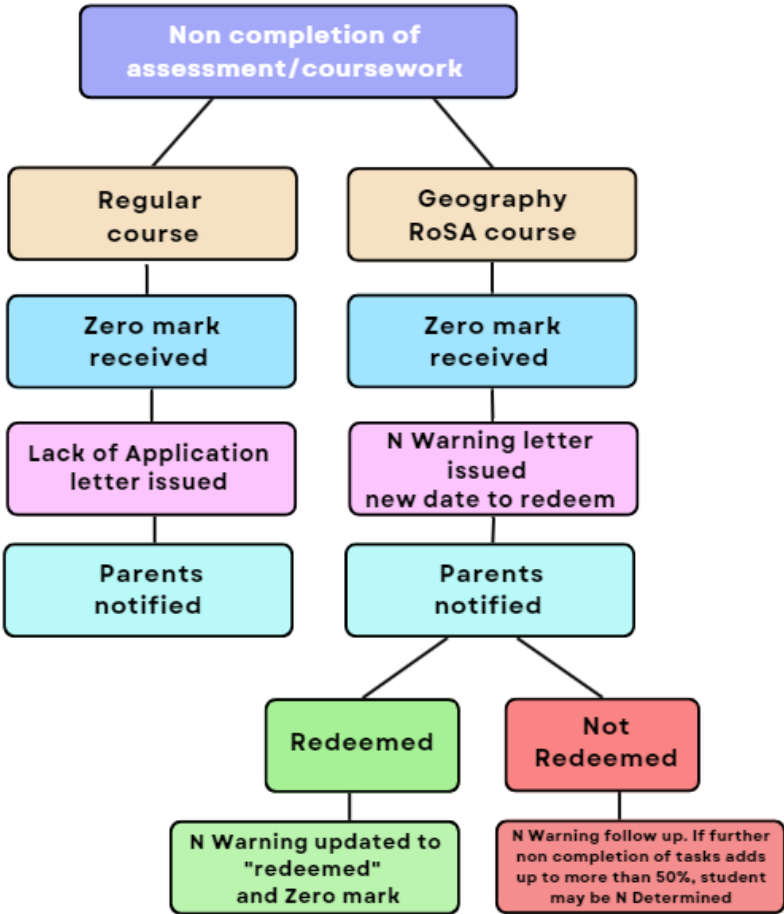 Non completion of
assessment/coursework
Regular
course
Geography
RoSA course
Zero mark
received
Zero mark
received
Lack of Application
letter issued
N Warning letter
issued
new date to redeem
Parents
notified
Parents
notified
Redeemed
Not
Redeemed
N Warning updated to
"redeemed"
and Zero mark
N Warning follow up. If further
non completion of tasks adds
up to more than 50%, student
may be N Determined